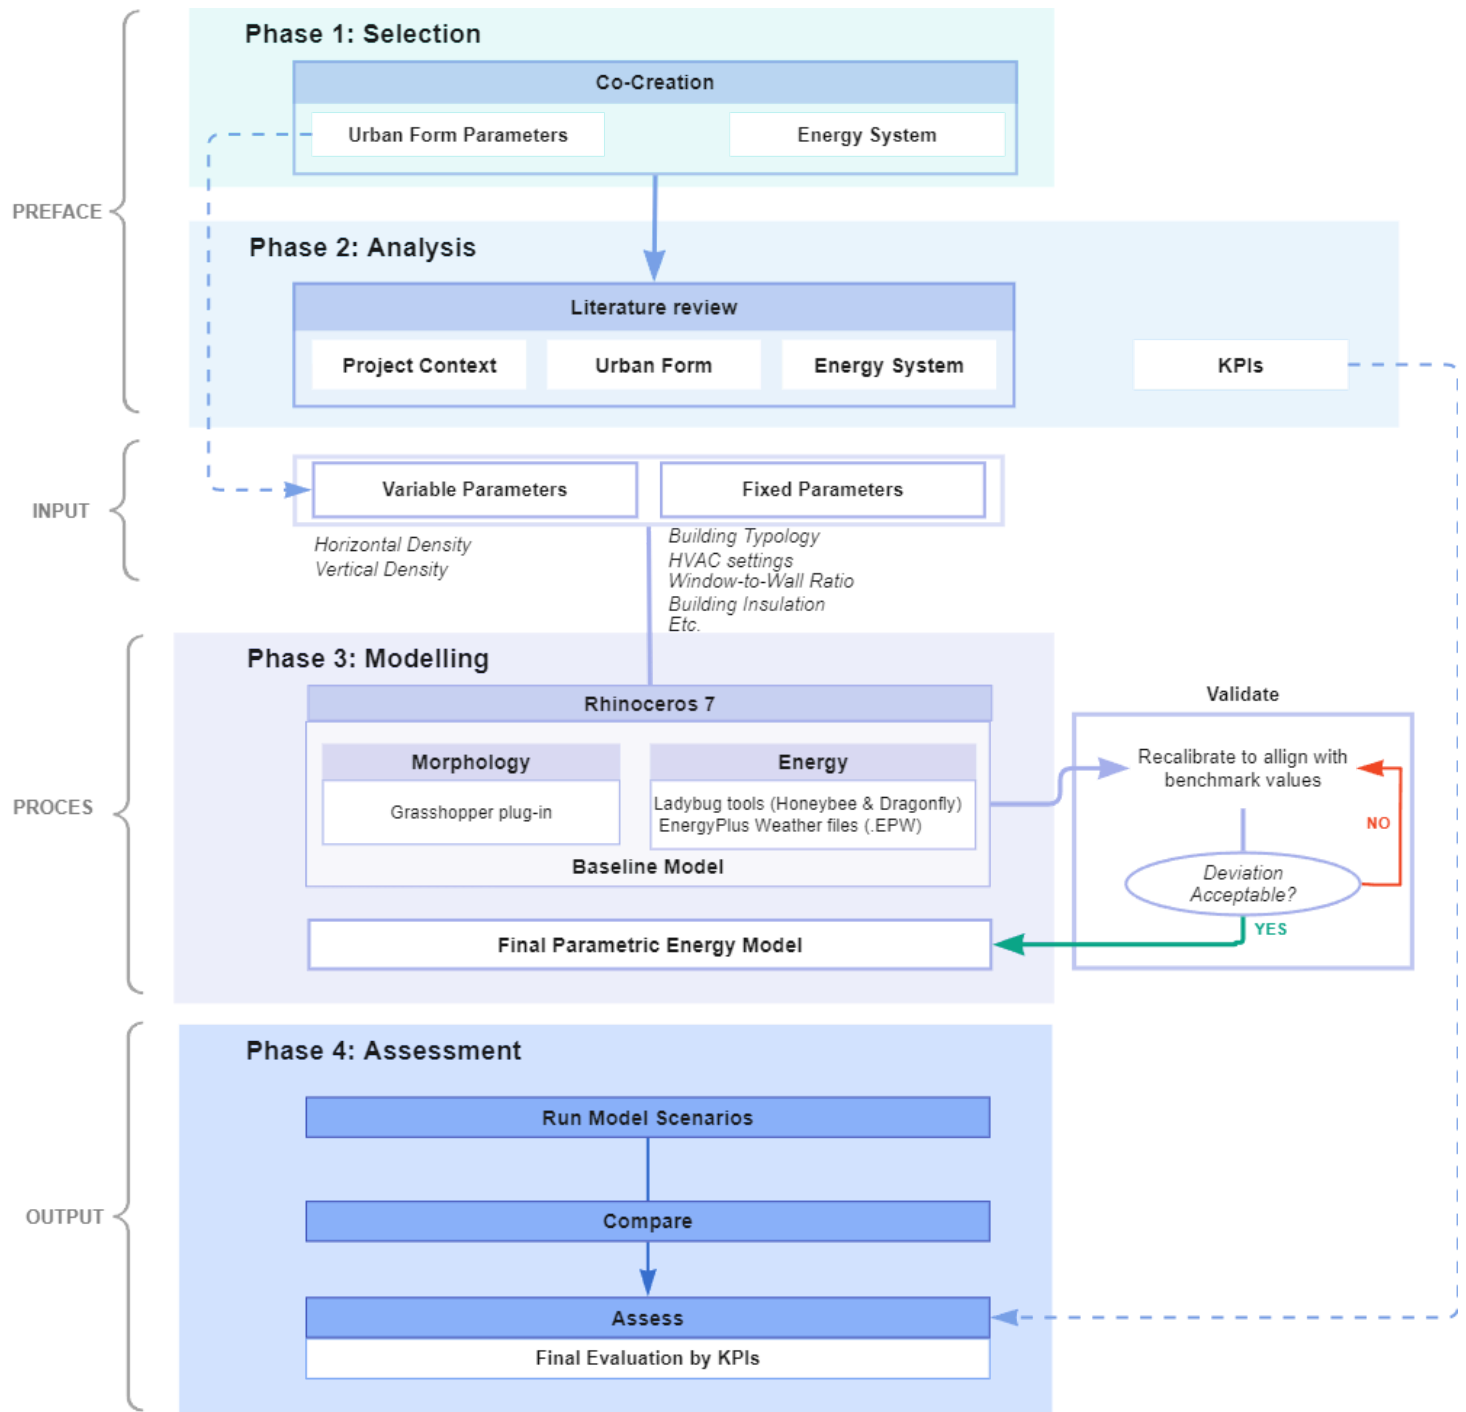 Phase 1: Selection
Co-Creation
Urban Form Parameters
Energy System
PREFACE
Phase 2: Analysis
Literature review
Project Context
Urban Form
Energy System
KPIs
INPUT
Variable Parameters
Fixed Parameters
Horizontal Density
Vertical Density
Building Typology
HVAC settings
Window-to-Wall Ratio
Building Insulation
Etc.
PROCES
Phase 3: Modelling
Rhinoceros 7
Morphology
Grasshopper plug-in
Energy
Ladybug tools (Honeybee & Dragonfly)
EnergyPlus Weather files (.EPW)
Baseline Model
Validate
Recalibrate to allign with
benchmark values
NO
Deviation
Acceptable?
YES
Final Parametric Energy Model
OUTPUT
Phase 4: Assessment
Run Model Scenarios
Compare
Assess
Final Evaluation by KPIs